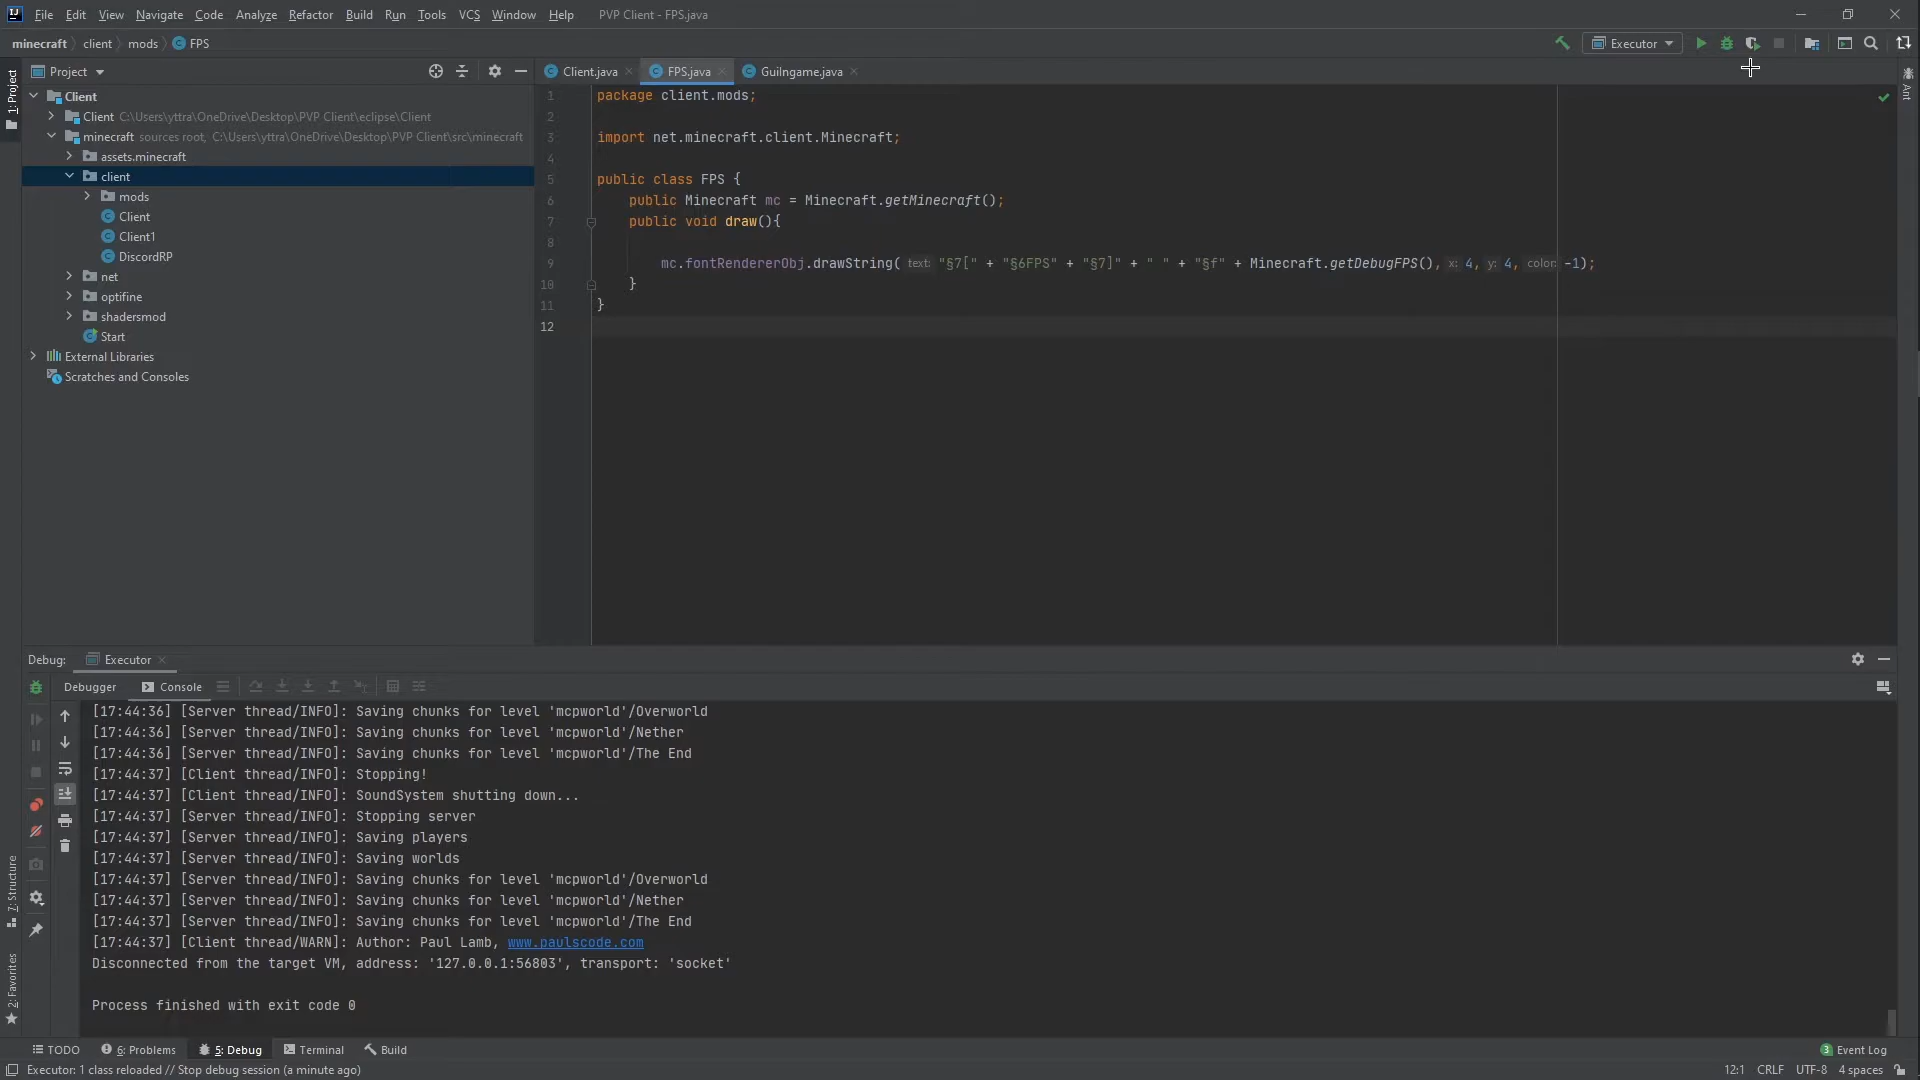 IJ File Edit View Navigate Code Analyze Refactor Build Run Tools VCS Window Help PVP Client - FPS.java
minecraft client mods C FPS Executor
1: Project
Project
Client
Client C:\Users\yttra\OneDrive\Desktop\PVP Client\eclipse\Client
minecraft sources root, C:\Users\yttra\OneDrive\Desktop\PVP Client\src\minecraft
assets.minecraft
client
mods
C Client
C Client1
C DiscordRP
net
optifine
shadersmod
C Start
External Libraries
Scratches and Consoles
C Client.java C FPS.java C GuiIngame.java
Ant
1 package client.mods;
2
3 import net.minecraft.client.Minecraft;
4
5 public class FPS {
6 public Minecraft mc = Minecraft.getMinecraft();
7 public void draw(){
8
9 mc.fontRendererObj.drawString( text: "§7[" + "§6FPS" + "§7]" + " " + "§f" + Minecraft.getDebugFPS(), x: 4, y: 4, color: -1);
10 }
11 }
12
Debug: Executor
Debugger Console
[17:44:36] [Server thread/INFO]: Saving chunks for level 'mcpworld'/Overworld
[17:44:36] [Server thread/INFO]: Saving chunks for level 'mcpworld'/Nether
[17:44:36] [Server thread/INFO]: Saving chunks for level 'mcpworld'/The End
[17:44:37] [Client thread/INFO]: Stopping!
[17:44:37] [Client thread/INFO]: SoundSystem shutting down...
[17:44:37] [Server thread/INFO]: Stopping server
[17:44:37] [Server thread/INFO]: Saving players
[17:44:37] [Server thread/INFO]: Saving worlds
[17:44:37] [Server thread/INFO]: Saving chunks for level 'mcpworld'/Overworld
[17:44:37] [Server thread/INFO]: Saving chunks for level 'mcpworld'/Nether
[17:44:37] [Server thread/INFO]: Saving chunks for level 'mcpworld'/The End
[17:44:37] [Client thread/WARN]: Author: Paul Lamb, www.paulscode.com
Disconnected from the target VM, address: '127.0.0.1:56803', transport: 'socket'
Process finished with exit code 0
7: Structure
2: Favorites
TODO 6: Problems 5: Debug Terminal Build 3 Event Log
Executor: 1 class reloaded // Stop debug session (a minute ago) 12:1 CRLF UTF-8 4 spaces